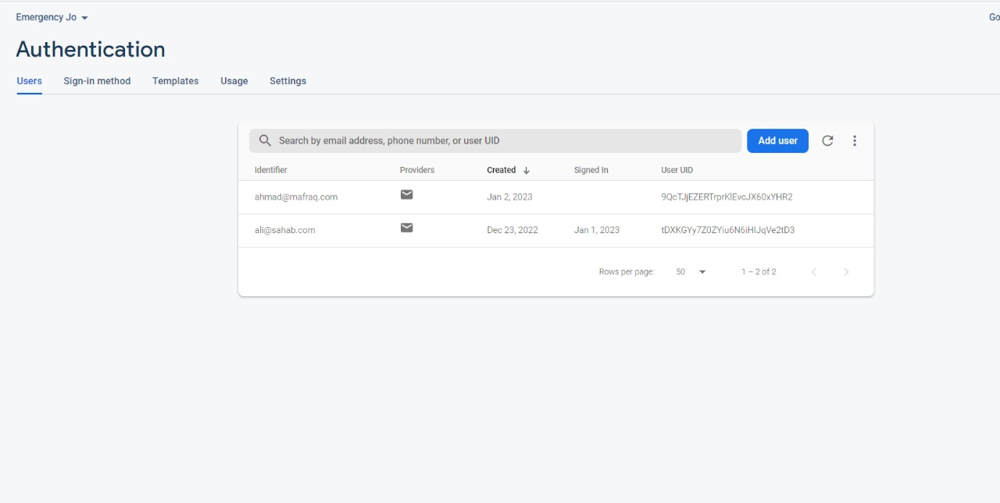 Emergency Jo
Go
Authentication
Users Sign-in method Templates Usage Settings
Search by email address, phone number, or user UID Add user
Identifier Providers Created Signed In User UID
ahmad@mafraq.com Jan 2, 2023 9QcTJjEZERTrprKlEvcJX60xYHR2
ali@sahab.com Dec 23, 2022 Jan 1, 2023 tDXKGYy7Z0ZYiu6N6iHIJqVe2tD3
Rows per page: 50 1 – 2 of 2